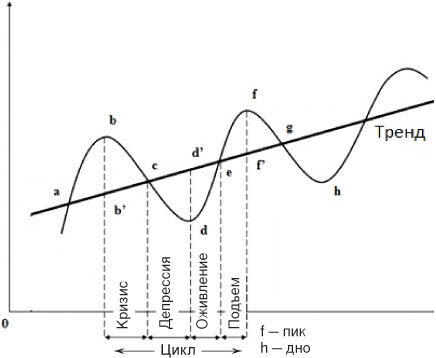 b
f
d’
g
Тренд
c
e
f’
a
b’
h
d
0
Кризис
Депрессия
Оживление
Подъем
f — пик
Цикл
h — дно